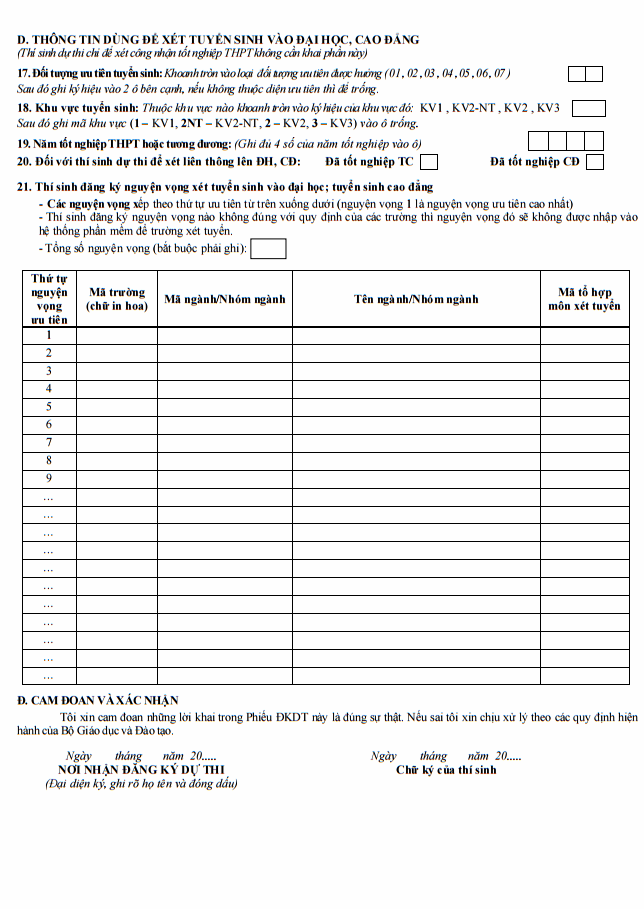 D. THÔNG TIN DÙNG ĐỂ XÉT TUYỂN SINH VÀO ĐẠI HỌC, CAO ĐẲNG
(Thí sinh dự thi chỉ để xét công nhận tốt nghiệp THPT không cần khai phần này)
17. Đối tượng ưu tiên tuyển sinh: Khoanh tròn vào loại đối tượng ưu tiên được hưởng (01, 02, 03, 04, 05, 06, 07)
Sau đó ghi ký hiệu vào 2 ô bên cạnh, nếu không thuộc diện ưu tiên thì để trống.
18. Khu vực tuyển sinh: Thuộc khu vực nào khoanh tròn vào ký hiệu của khu vực đó: KV1 , KV2-NT , KV2 , KV3
Sau đó ghi mã khu vực (1 – KV1, 2NT – KV2-NT, 2 – KV2, 3 – KV3) vào ô trống.
19. Năm tốt nghiệp THPT hoặc tương đương: (Ghi đủ 4 số của năm tốt nghiệp vào ô)
20. Đối với thí sinh dự thi để xét liên thông lên ĐH, CĐ: Đã tốt nghiệp TC Đã tốt nghiệp CĐ
21. Thí sinh đăng ký nguyện vọng xét tuyển sinh vào đại học; tuyển sinh cao đẳng
- Các nguyện vọng xếp theo thứ tự ưu tiên từ trên xuống dưới (nguyện vọng 1 là nguyện vọng ưu tiên cao nhất)
- Thí sinh đăng ký nguyện vọng nào không đúng với quy định của các trường thì nguyện vọng đó sẽ không được nhập vào
hệ thống phần mềm để trường xét tuyển.
- Tổng số nguyện vọng (bắt buộc phải ghi):
Thứ tự
nguyện
vọng
ưu tiên
Mã trường
(chữ in hoa)
Mã ngành/Nhóm ngành
Tên ngành/Nhóm ngành
Mã tổ hợp
môn xét tuyển
1
2
3
4
5
6
7
8
9
...
...
...
...
...
...
...
...
...
...
...
Đ. CAM ĐOAN VÀ XÁC NHẬN
Tôi xin cam đoan những lời khai trong Phiếu ĐKDT này là đúng sự thật. Nếu sai tôi xin chịu xử lý theo các quy định hiện
hành của Bộ Giáo dục và Đào tạo.
Ngày tháng năm 20..... Ngày tháng năm 20.....
NƠI NHẬN ĐĂNG KÝ DỰ THI Chữ ký của thí sinh
(Đại diện ký, ghi rõ họ tên và đóng dấu)